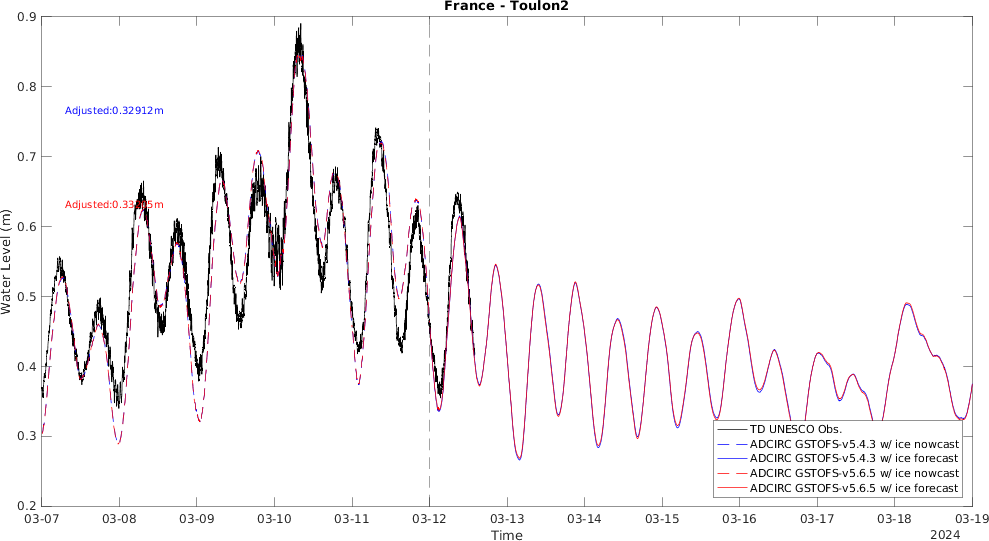 France - Toulon2
0.9
0.8
0.7
0.6
0.5
0.4
0.3
0.2
Water Level (m)
Adjusted:0.32912m
TD UNESCO Obs.
ADCIRC GSTOFS-v5.4.3 w/ ice nowcast
ADCIRC GSTOFS-v5.4.3 w/ ice forecast
ADCIRC GSTOFS-v5.6.5 w/ ice nowcast
ADCIRC GSTOFS-v5.6.5 w/ ice forecast
03-07 03-08 03-09 03-10 03-11 03-12 03-13 03-14 03-15 03-16 03-17 03-18 03-19
Time
2024